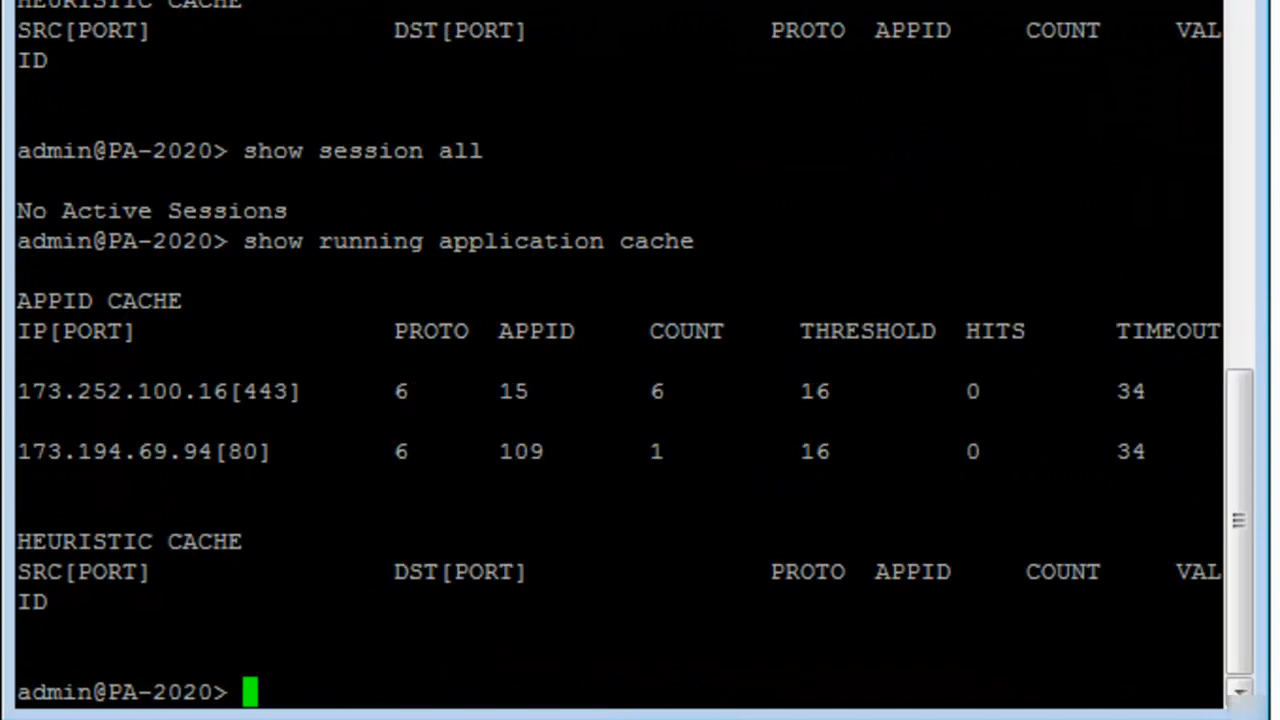 HEURISTIC CACHE
SRC[PORT] DST[PORT] PROTO APPID COUNT VAL
ID
admin@PA-2020> show session all
No Active Sessions
admin@PA-2020> show running application cache
APPID CACHE
IP[PORT] PROTO APPID COUNT THRESHOLD HITS TIMEOUT
173.252.100.16[443] 6 15 6 16 0 34
173.194.69.94[80] 6 109 1 16 0 34
HEURISTIC CACHE
SRC[PORT] DST[PORT] PROTO APPID COUNT VAL
ID
admin@PA-2020>